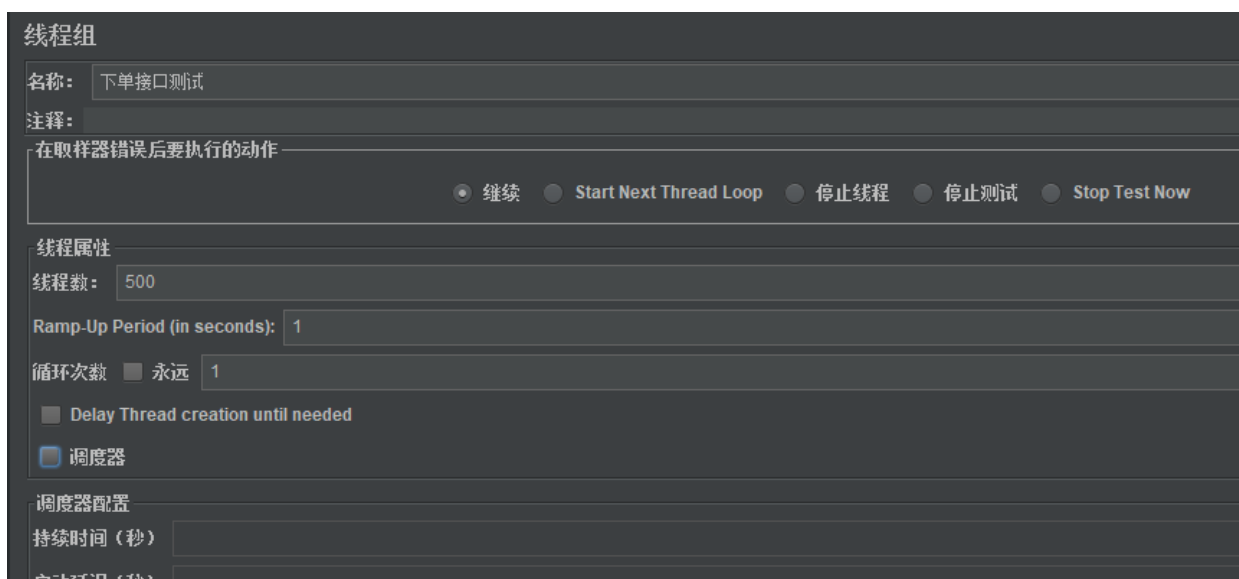 线程组
名称： 下单接口测试
注释：
在取样器错误后要执行的动作
继续 Start Next Thread Loop 停止线程 停止测试 Stop Test Now
线程属性
线程数： 500
Ramp-Up Period (in seconds): 1
循环次数 永远 1
Delay Thread creation until needed
调度器
调度器配置
持续时间（秒）